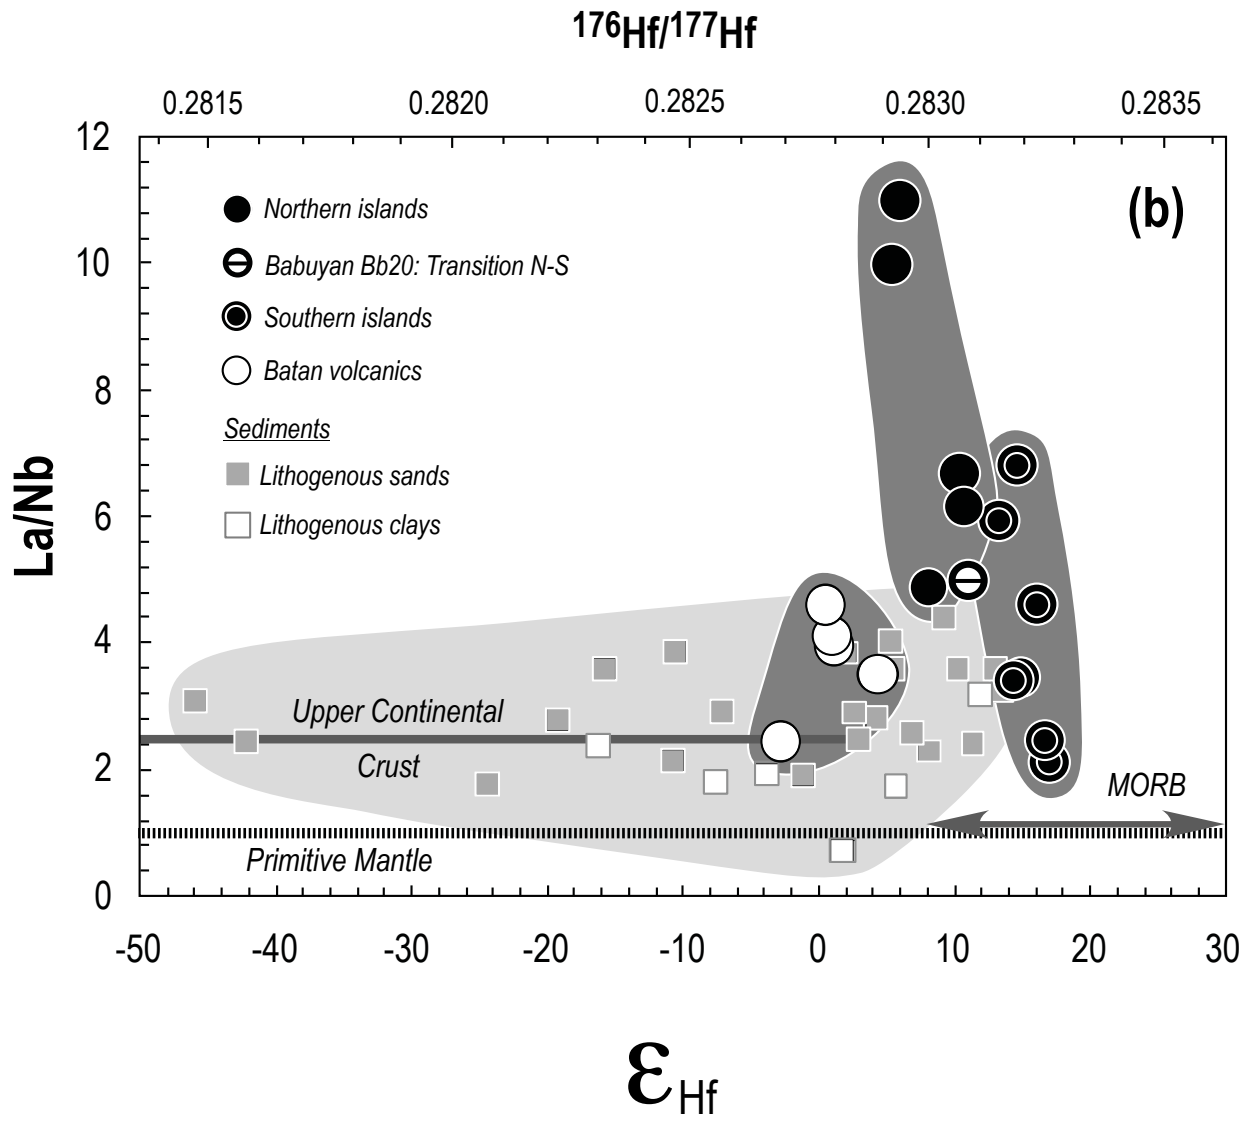 176Hf/177Hf
0.2815 0.2820 0.2825 0.2830 0.2835
12
10
8
6
4
2
0
La/Nb
(b)
Northern islands
Babuyan Bb20: Transition N-S
Southern islands
Batan volcanics
Sediments
Lithogenous sands
Lithogenous clays
Upper Continental
Crust
MORB
Primitive Mantle
-50 -40 -30 -20 -10 0 10 20 30
εHf